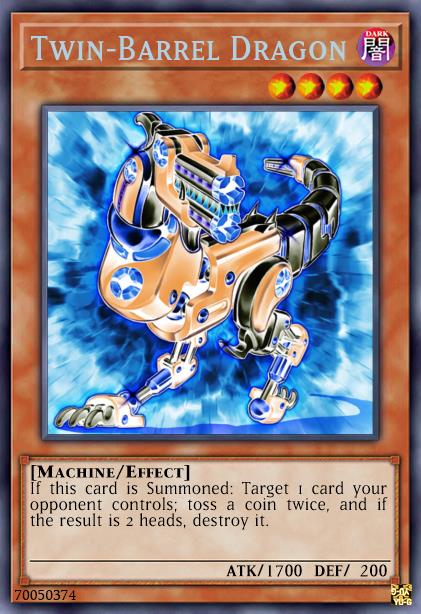 Twin-Barrel Dragon
DARK
闇
[Machine/Effect]
If this card is Summoned: Target 1 card your
opponent controls; toss a coin twice, and if
the result is 2 heads, destroy it.
ATK/1700 DEF/ 200
70050374